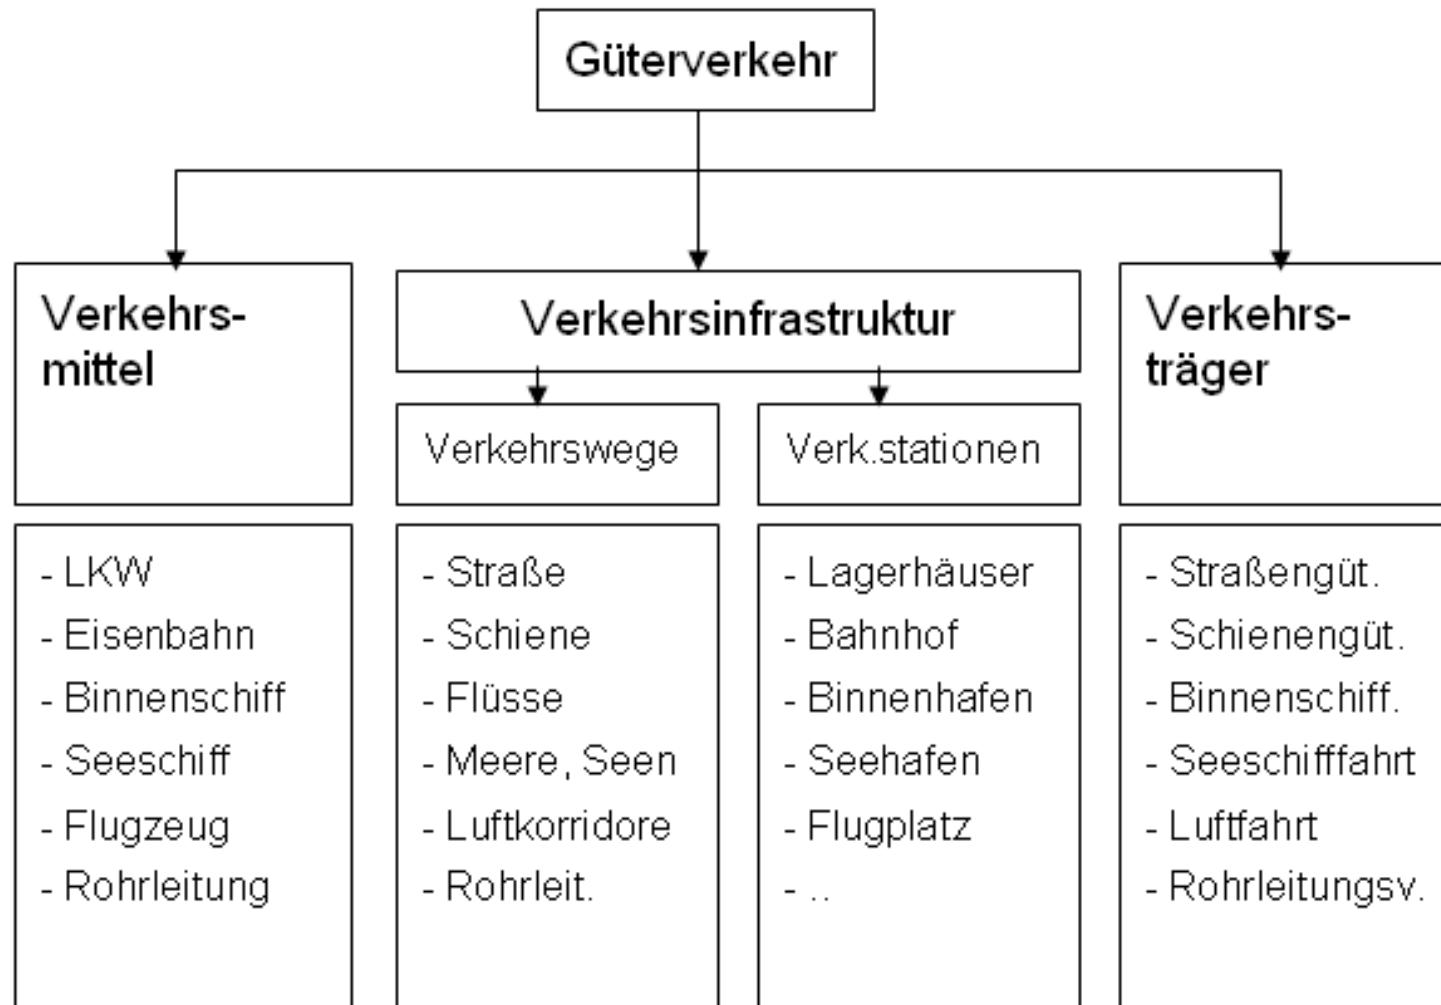 Güterverkehr
Verkehrs-
mittel
Verkehrsinfrastruktur
Verkehrs-
träger
Verkehrswege
Verk.stationen
- LKW
- Eisenbahn
- Binnenschiff
- Seeschiff
- Flugzeug
- Rohrleitung
- Straße
- Schiene
- Flüsse
- Meere, Seen
- Luftkorridore
- Rohrleit.
- Lagerhäuser
- Bahnhof
- Binnenhafen
- Seehafen
- Flugplatz
- ..
- Straßengüt.
- Schienengüt.
- Binnenschiff.
- Seeschifffahrt
- Luftfahrt
- Rohrleitungsv.